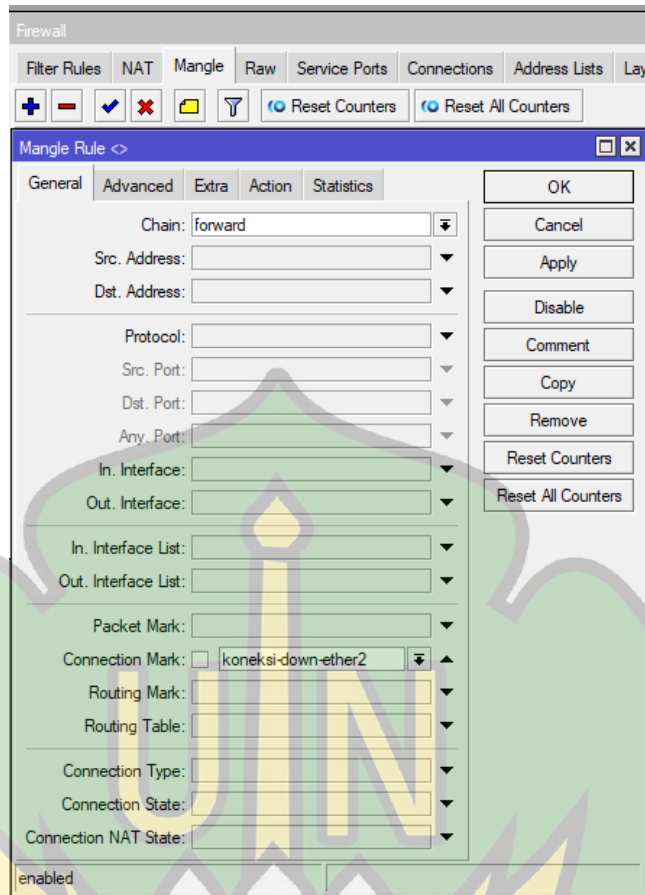 Firewall
Filter Rules NAT Mangle Raw Service Ports Connections Address Lists Lay
Reset Counters Reset All Counters
Mangle Rule <>
General Advanced Extra Action Statistics
OK
Cancel
Apply
Disable
Comment
Copy
Remove
Reset Counters
Reset All Counters
Chain: forward
Src. Address:
Dst. Address:
Protocol:
Src. Port:
Dst. Port:
Any. Port:
In. Interface:
Out. Interface:
In. Interface List:
Out. Interface List:
Packet Mark:
Connection Mark: koneksi-down-ether2
Routing Mark:
Routing Table:
Connection Type:
Connection State:
Connection NAT State:
enabled
UIN